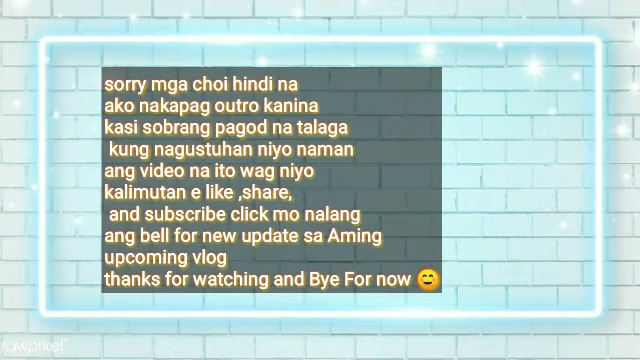 sorry mga choi hindi na
ako nakapag outro kanina
kasi sobrang pagod na talaga
kung nagustuhan niyo naman
ang video na ito wag niyo
kalimutan e like ,share,
and subscribe click mo nalang
ang bell for new update sa Aming
upcoming vlog
thanks for watching and Bye For now 😊
rawpixel